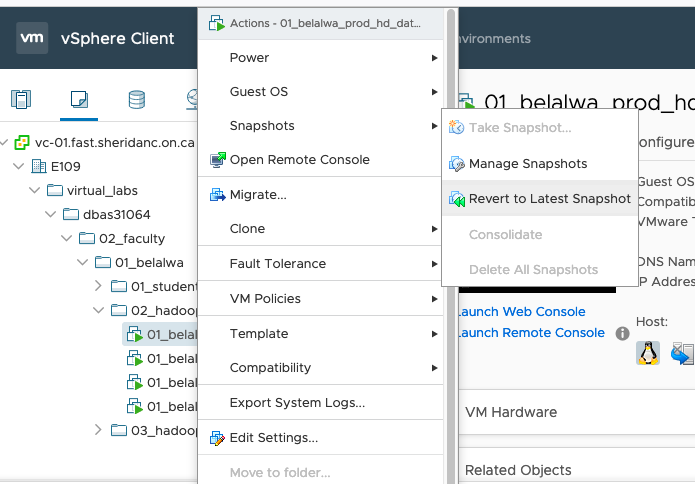 vm vSphere Client
nvironments
vc-01.fast.sheridanc.on.ca
E109
virtual_labs
dbas31064
02_faculty
01_belalwa
01_student
02_hadoop
01_belal
01_belal
01_belal
01_belal
03_hadoop
Actions - 01_belalwa_prod_hd_dat...
Power
Guest OS
Snapshots
Open Remote Console
Migrate...
Clone
Fault Tolerance
VM Policies
Template
Compatibility
Export System Logs...
Edit Settings...
Move to folder...
Take Snapshot...
Manage Snapshots
Revert to Latest Snapshot
Consolidate
Delete All Snapshots
01_belalwa_prod_hd
onfigure
Guest OS
Compatib
VMware T
DNS Nam
P Address
Launch Web Console
Launch Remote Console
Host:
VM Hardware
Related Objects